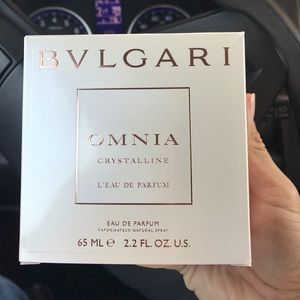 BVLGARI
OMNIA
CRYSTALLINE
L'EAU DE PARFUM
EAU DE PARFUM
VAPORISATEUR NATURAL SPRAY
65 ML ℮ 2.2 FL. OZ. U.S.